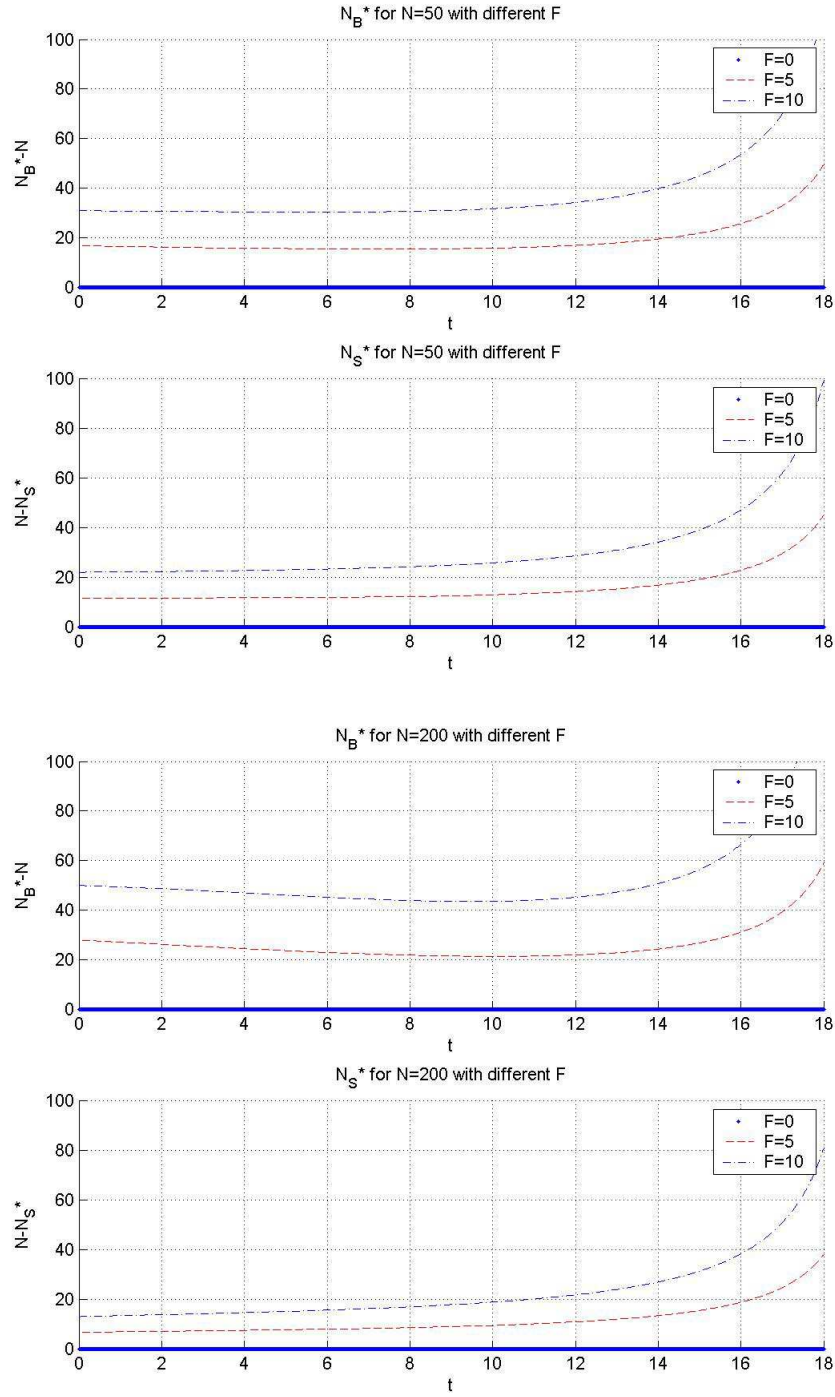 N_B* for N=50 with different F
100
80
60
40
20
0
N_B*-N
F=0
F=5
F=10
0 2 4 6 8 10 12 14 16 18
t
N_S* for N=50 with different F
100
80
60
40
20
0
N-N_S*
F=0
F=5
F=10
0 2 4 6 8 10 12 14 16 18
t
N_B* for N=200 with different F
100
80
60
40
20
0
N_B*-N
F=0
F=5
F=10
0 2 4 6 8 10 12 14 16 18
t
N_S* for N=200 with different F
100
80
60
40
20
0
N-N_S*
F=0
F=5
F=10
0 2 4 6 8 10 12 14 16 18
t